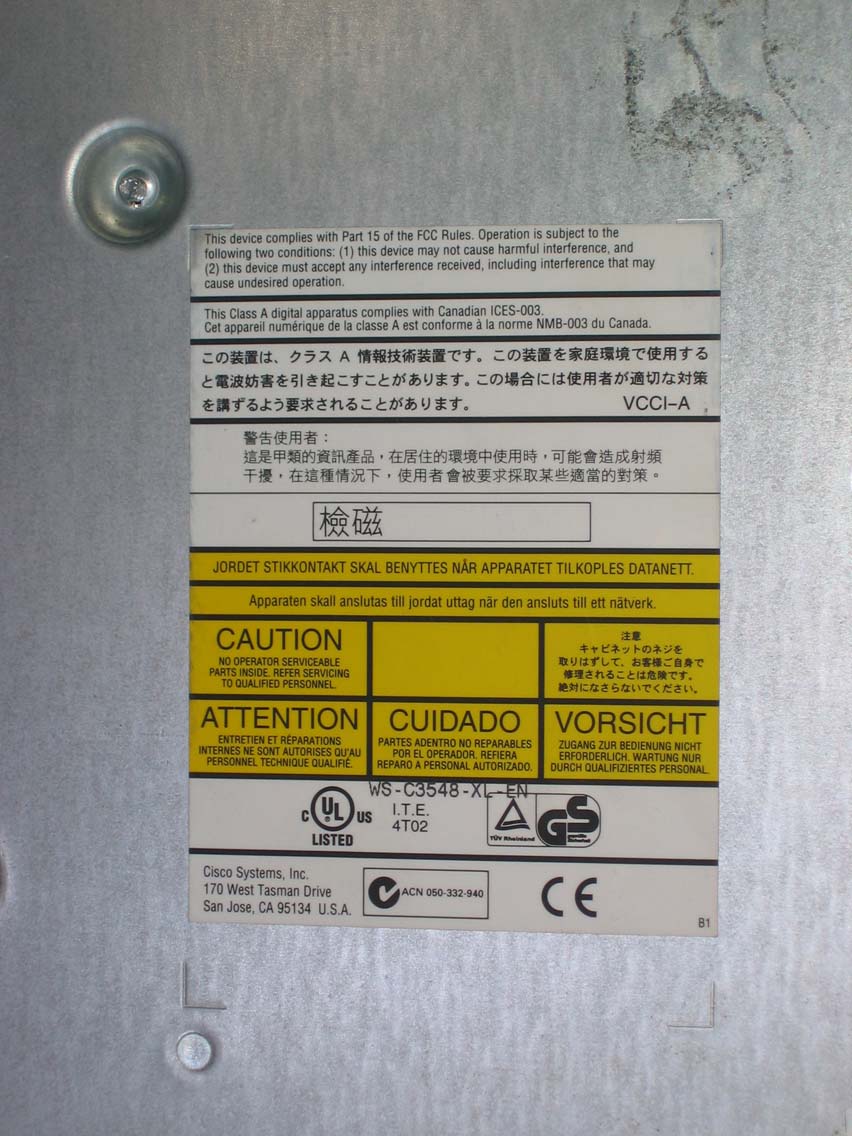 This device complies with Part 15 of the FCC Rules. Operation is subject to the
following two conditions: (1) this device may not cause harmful interference, and
(2) this device must accept any interference received, including interference that may
cause undesired operation.
This Class A digital apparatus complies with Canadian ICES-003.
Cet appareil numérique de la classe A est conforme à la norme NMB-003 du Canada.
この装置は、クラス A 情報技術装置です。この装置を家庭環境で使用する
と電波妨害を引き起こすことがあります。この場合には使用者が適切な対策
を講ずるよう要求されることがあります。 VCCI-A
警告使用者：
這是甲類的資訊產品，在居住的環境中使用時，可能會造成射頻
干擾，在這種情況下，使用者會被要求採取某些適當的對策。
檢磁
JORDET STIKKONTAKT SKAL BENYTTES NÅR APPARATET TILKOPLES DATANETT.
Apparaten skall anslutas till jordat uttag när den ansluts till ett nätverk.
CAUTION
NO OPERATOR SERVICEABLE
PARTS INSIDE. REFER SERVICING
TO QUALIFIED PERSONNEL.
注意
キャビネットのネジを
取りはずして、お客様ご自身で
修理されることは危険です。
絶対になさらないでください。
ATTENTION
ENTRETIEN ET RÉPARATIONS
INTERNES NE SONT AUTORISES QU'AU
PERSONNEL TECHNIQUE QUALIFIÉ.
CUIDADO
PARTES ADENTRO NO REPARABLES
POR EL OPERADOR. REFIERA
REPARO A PERSONAL AUTORIZADO.
VORSICHT
ZUGANG ZUR BEDIENUNG NICHT
ERFORDERLICH. WARTUNG NUR
DURCH QUALIFIZIERTES PERSONAL.
WS-C3548-XL-EN
C UL US
LISTED
I.T.E.
4T02
TÜV Rheinland
GS
geprüfte
Sicherheit
Cisco Systems, Inc.
170 West Tasman Drive
San Jose, CA 95134 U.S.A.
ACN 050-332-940
CE
B1